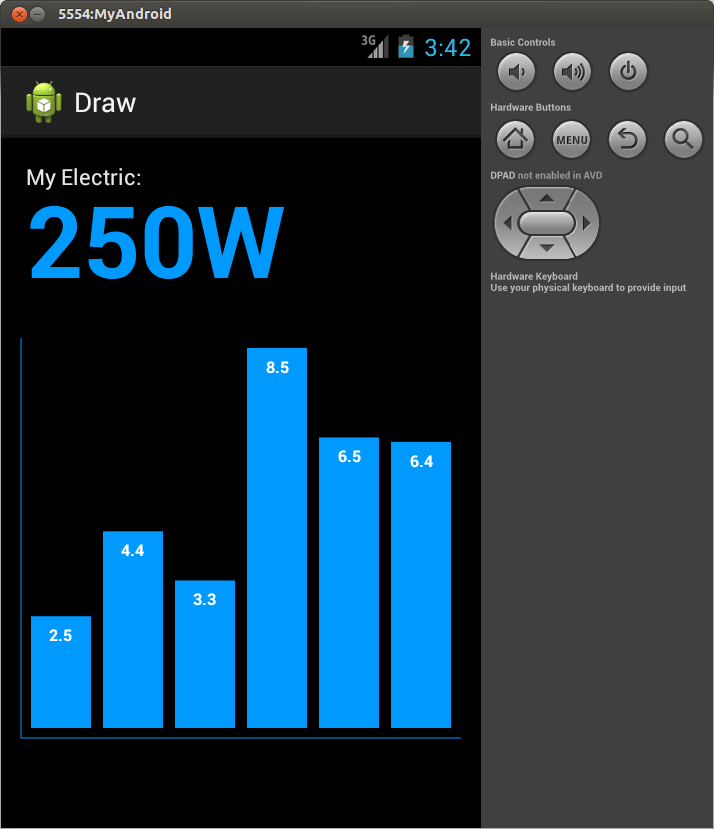 5554:MyAndroid
3G 3:42
Draw
My Electric:
250W
8.5
6.5
6.4
4.4
3.3
2.5
Basic Controls
Hardware Buttons
MENU
DPAD not enabled in AVD
Hardware Keyboard
Use your physical keyboard to provide input